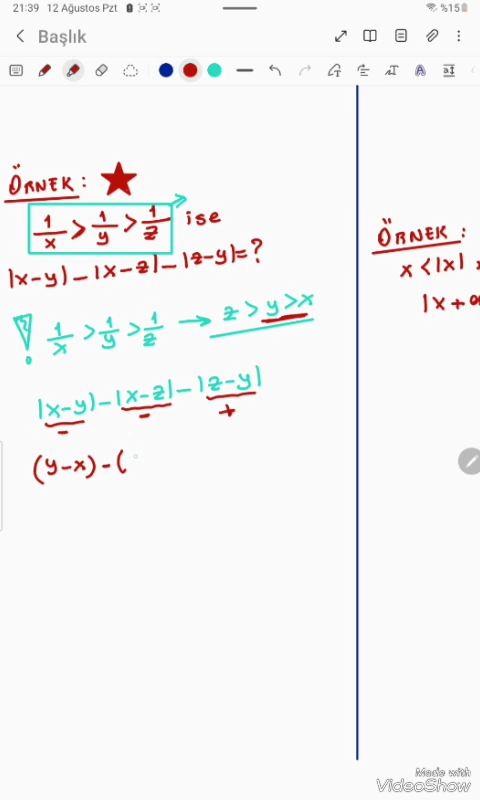 21:39 12 Ağustos Pzt %15
Başlık
ÖRNEK:
1/x > 1/y > 1/z ise
|x-y| - |x-z| - |z-y| = ?
! 1/x > 1/y > 1/z → z > y > x
|x-y| - |x-z| - |z-y|
- - +
(y-x) - (
ÖRNEK:
x < |x|
|x +
Made with
VideoShow